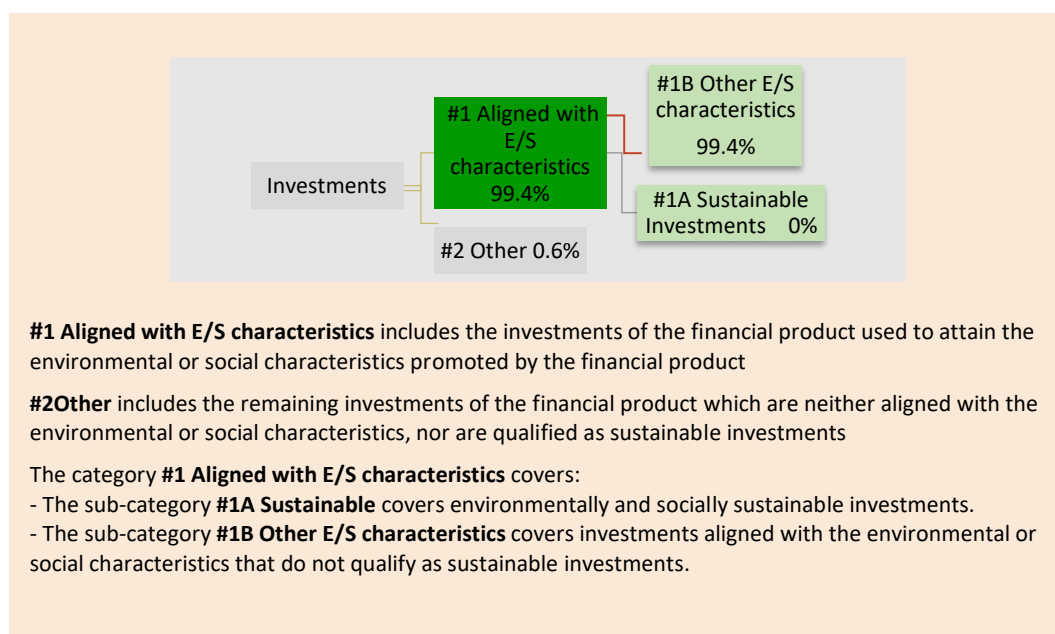 Investments
#1 Aligned with
E/S
characteristics
99.4%
#2 Other 0.6%
#1B Other E/S
characteristics
99.4%
#1A Sustainable
Investments 0%
#1 Aligned with E/S characteristics includes the investments of the financial product used to attain the
environmental or social characteristics promoted by the financial product
#2Other includes the remaining investments of the financial product which are neither aligned with the
environmental or social characteristics, nor are qualified as sustainable investments
The category #1 Aligned with E/S characteristics covers:
- The sub-category #1A Sustainable covers environmentally and socially sustainable investments.
- The sub-category #1B Other E/S characteristics covers investments aligned with the environmental or
social characteristics that do not qualify as sustainable investments.